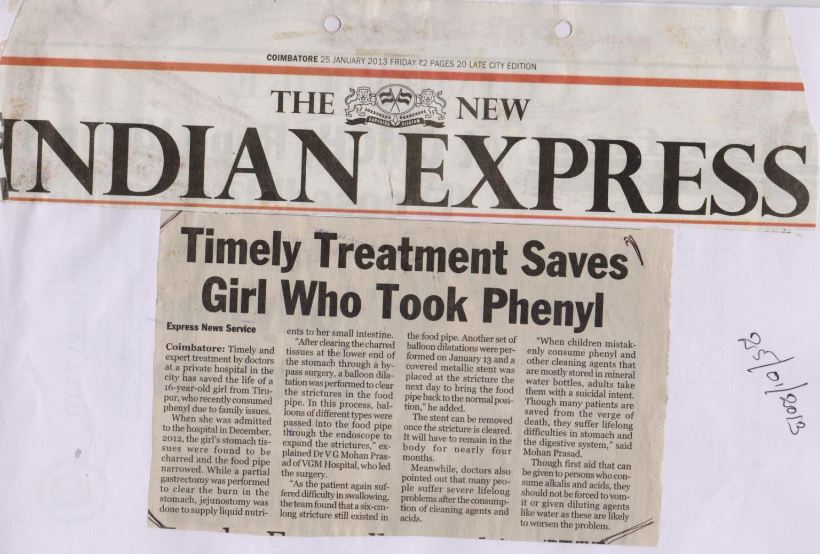 COIMBATORE 25 JANUARY 2013 FRIDAY ₹2 PAGES 20 LATE CITY EDITION
THE NEW
INDIAN EXPRESS
Timely Treatment Saves
Girl Who Took Phenyl
Express News Service
Coimbatore: Timely and
expert treatment by doctors
at a private hospital in the
city has saved the life of a
16-year-old girl from Tiru-
pur, who recently consumed
phenyl due to family issues.
When she was admitted
to the hospital in December,
2012, the girl's stomach tis-
sues were found to be
charred and the food pipe
narrowed. While a partial
gastrectomy was performed
to clear the burn in the
stomach, jejunostomy was
done to supply liquid nutri-
ents to her small intestine.
"After clearing the charred
tissues at the lower end of
the stomach through a by-
pass surgery, a balloon dila-
tation was performed to clear
the strictures in the food
pipe. In this process, bal-
loons of different types were
passed into the food pipe
through the endoscope to
expand the strictures," ex-
plained Dr V G Mohan Pras-
ad of VGM Hospital, who led
the surgery.
"As the patient again suf-
fered difficulty in swallowing,
the team found that a six-cm-
long stricture still existed in
the food pipe. Another set of
balloon dilatations were per-
formed on January 13 and a
covered metallic stent was
placed at the stricture the
next day to bring the food
pipe back to the normal posi-
tion," he added.
The stent can be removed
once the stricture is cleared.
It will have to remain in the
body for nearly four
months.
Meanwhile, doctors also
pointed out that many peo-
ple suffer severe lifelong
problems after the consump-
tion of cleaning agents and
acids.
"When children mistak-
enly consume phenyl and
other cleaning agents that
are mostly stored in mineral
water bottles, adults take
them with a suicidal intent.
Though many patients are
saved from the verge of
death, they suffer lifelong
difficulties in stomach and
the digestive system," said
Mohan Prasad.
Though first aid that can
be given to persons who con-
sume alkalis and acids, they
should not be forced to vom-
it or given diluting agents
like water as these are likely
to worsen the problem.
25/01/2013